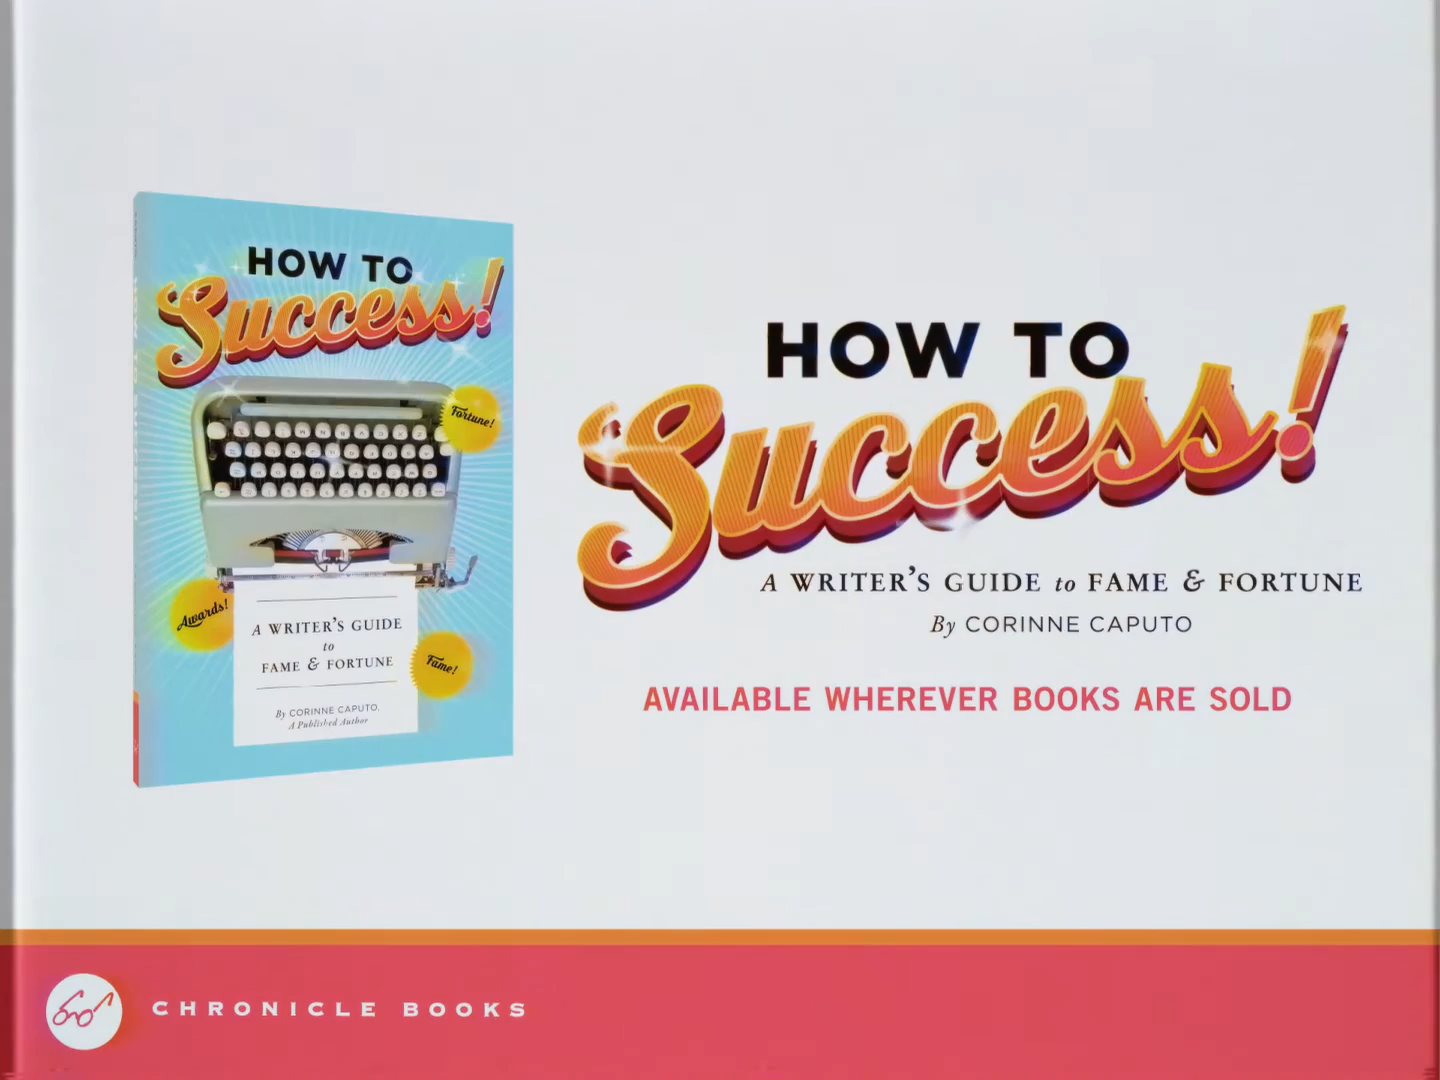 HOW TO
Success!
Fortune!
Awards!
A WRITER'S GUIDE
to
FAME & FORTUNE
Fame!
By CORINNE CAPUTO,
A Published Author
HOW TO
Success!
A WRITER'S GUIDE to FAME & FORTUNE
By CORINNE CAPUTO
AVAILABLE WHEREVER BOOKS ARE SOLD
CHRONICLE BOOKS